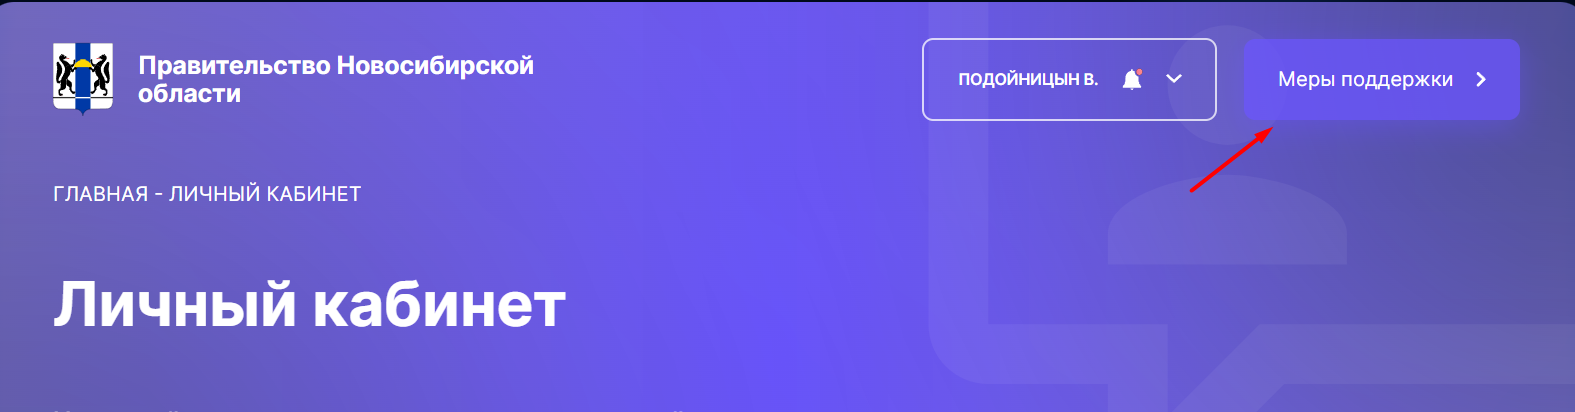 Правительство Новосибирской
области
ПОДОЙНИЦЫН В.
Меры поддержки
ГЛАВНАЯ - ЛИЧНЫЙ КАБИНЕТ
Личный кабинет